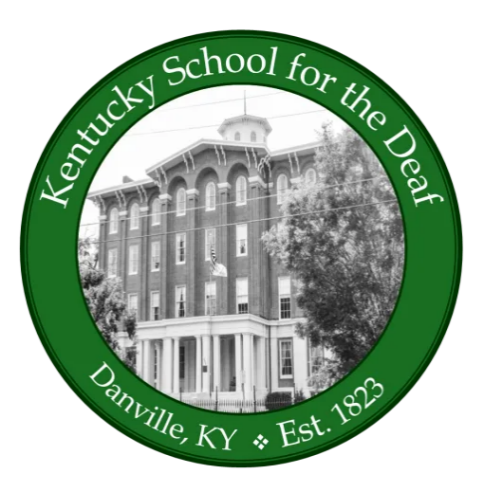 Kentucky School for the Deaf
Danville, KY ❖ Est. 1823